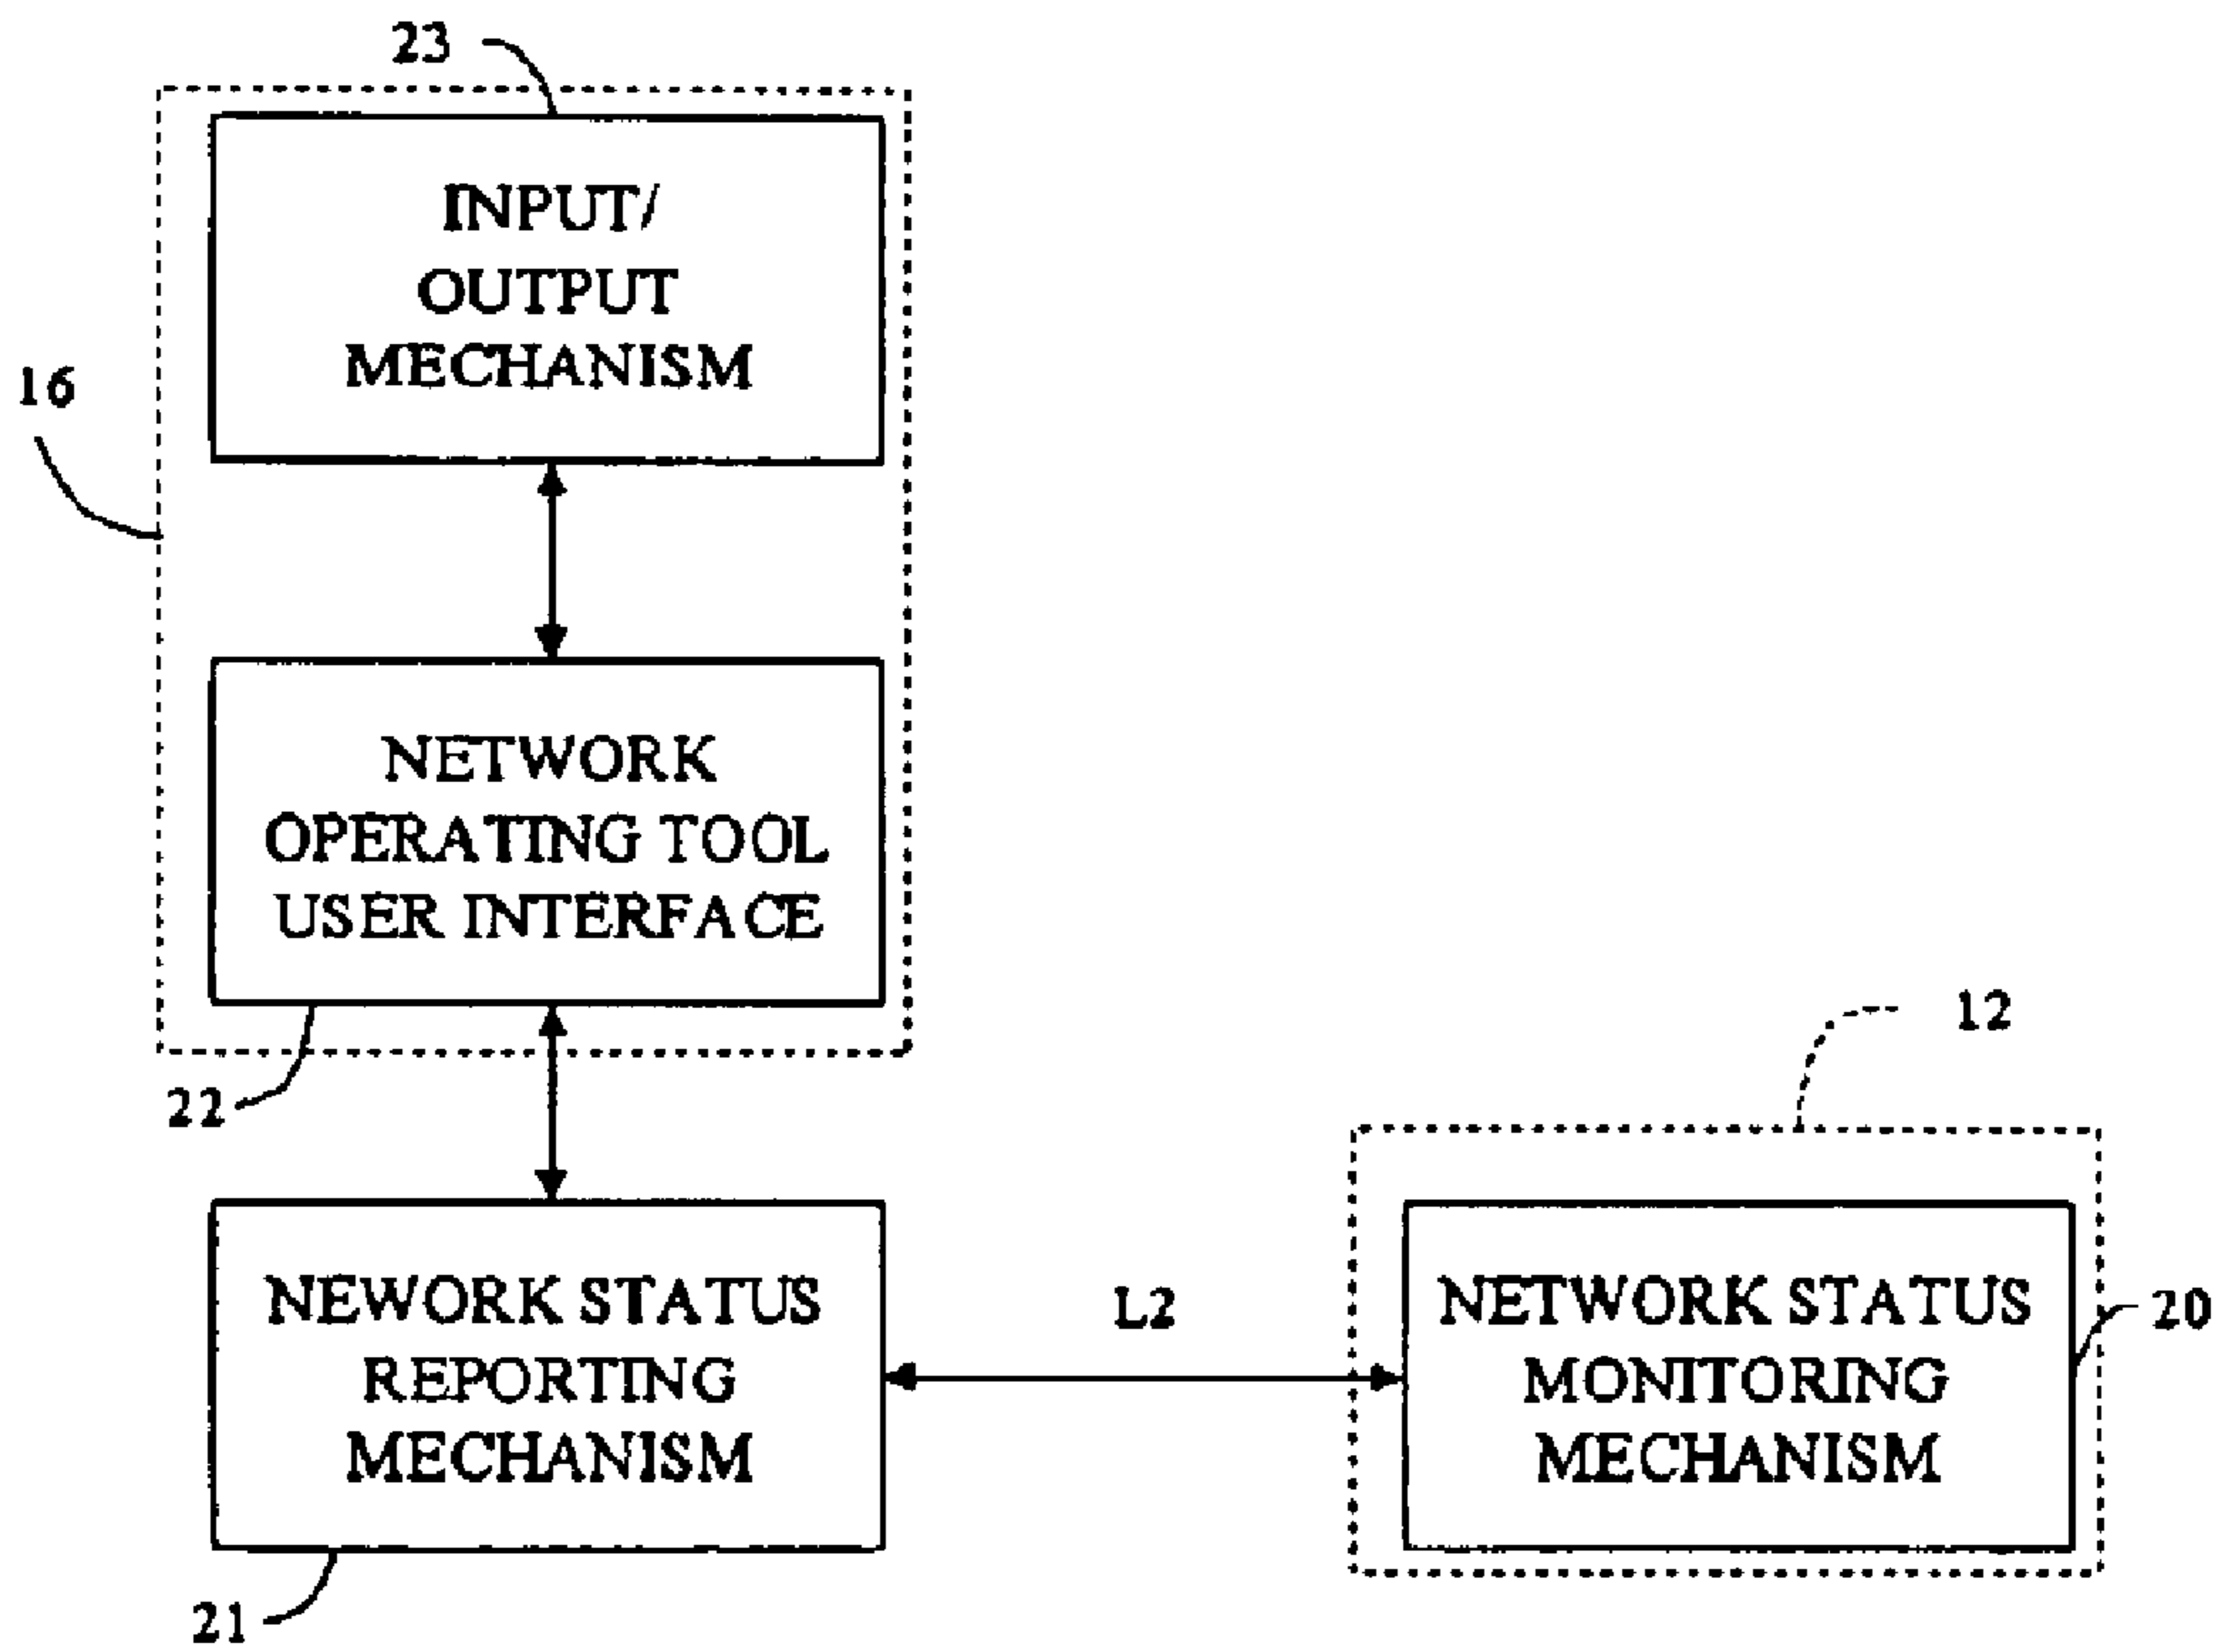 23
INPUT/
OUTPUT
MECHANISM
16
NETWORK
OPERATING TOOL
USER INTERFACE
22
12
NEWORK STATUS
REPORTING
MECHANISM
21
L2
NETWORK STATUS
MONITORING
MECHANISM
20